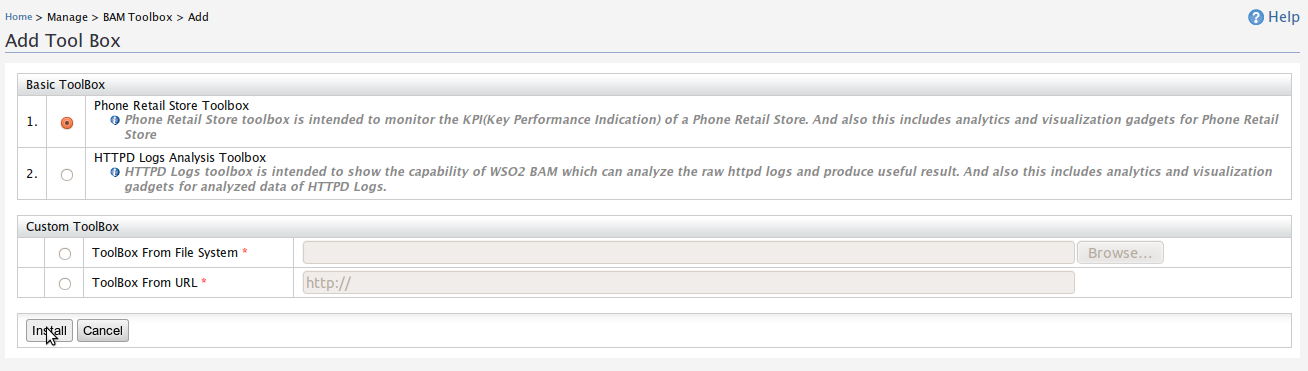 Home > Manage > BAM Toolbox > Add
Help
Add Tool Box
Basic ToolBox
1.
Phone Retail Store Toolbox
Phone Retail Store toolbox is intended to monitor the KPI(Key Performance Indication) of a Phone Retail Store. And also this includes analytics and visualization gadgets for Phone Retail
Store
2.
HTTPD Logs Analysis Toolbox
HTTPD Logs toolbox is intended to show the capability of WSO2 BAM which can analyze the raw httpd logs and produce useful result. And also this includes analytics and visualization
gadgets for analyzed data of HTTPD Logs.
Custom ToolBox
ToolBox From File System *
Browse...
ToolBox From URL *
http://
Install Cancel